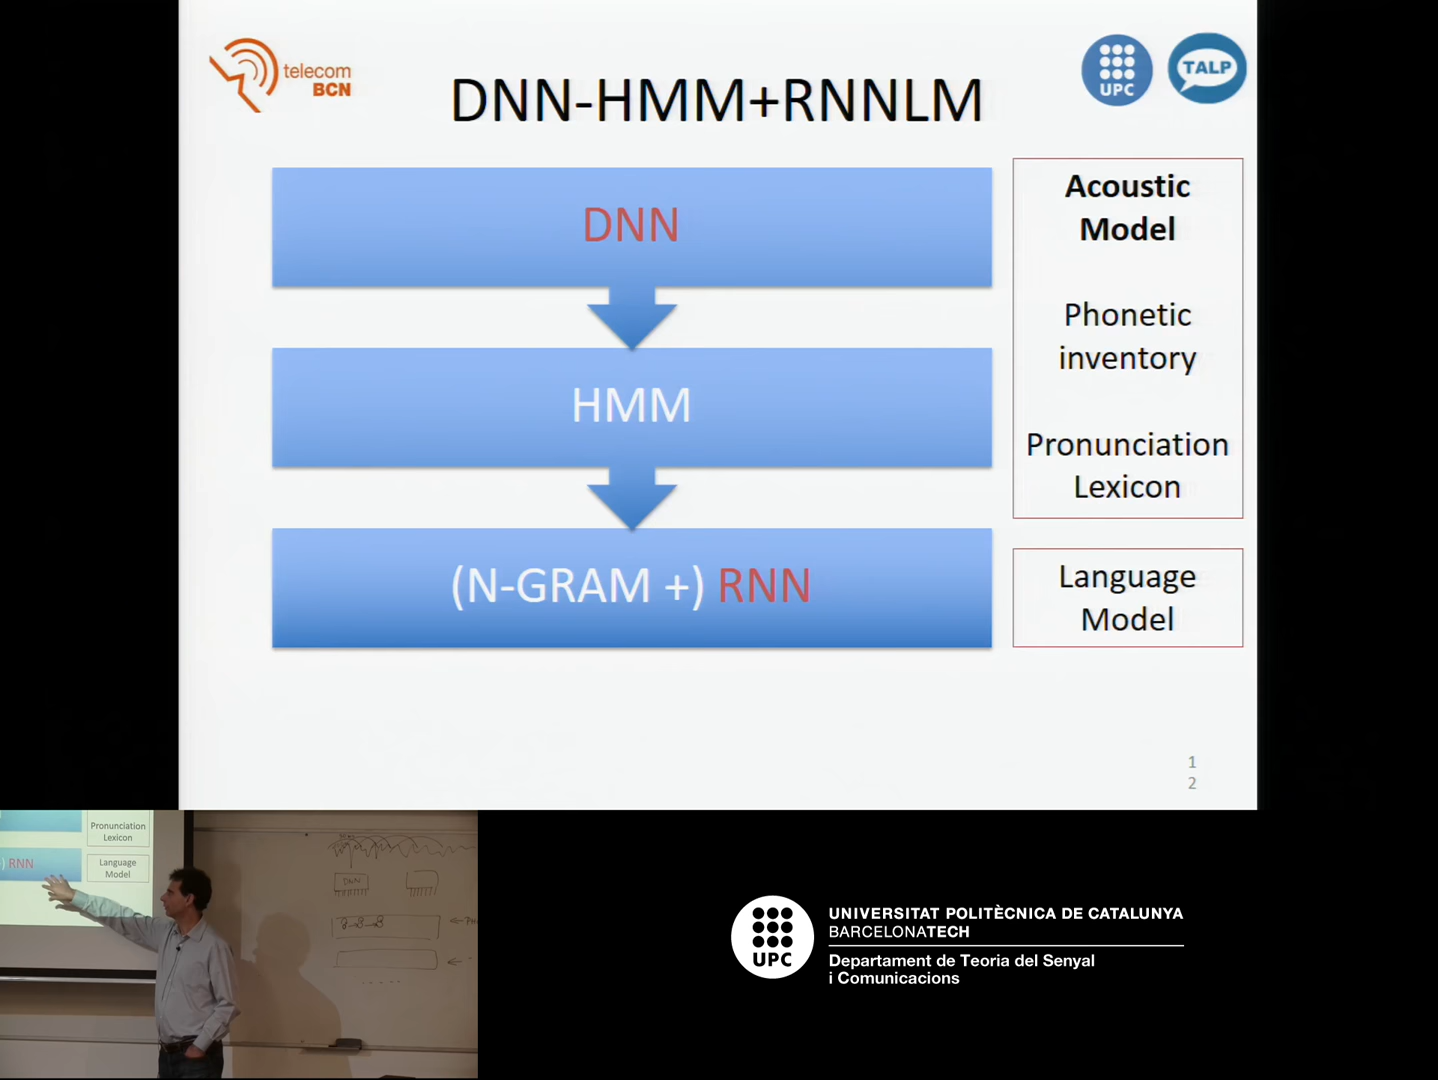 telecom
BCN
UPC
TALP
DNN-HMM+RNNLM
DNN
HMM
(N-GRAM +) RNN
Acoustic
Model
Phonetic
inventory
Pronunciation
Lexicon
Language
Model
1
2
Pronunciation
Lexicon
) RNN
Language
Model
DNN
UPC
UNIVERSITAT POLITÈCNICA DE CATALUNYA
BARCELONATECH
Departament de Teoria del Senyal
i Comunicacions